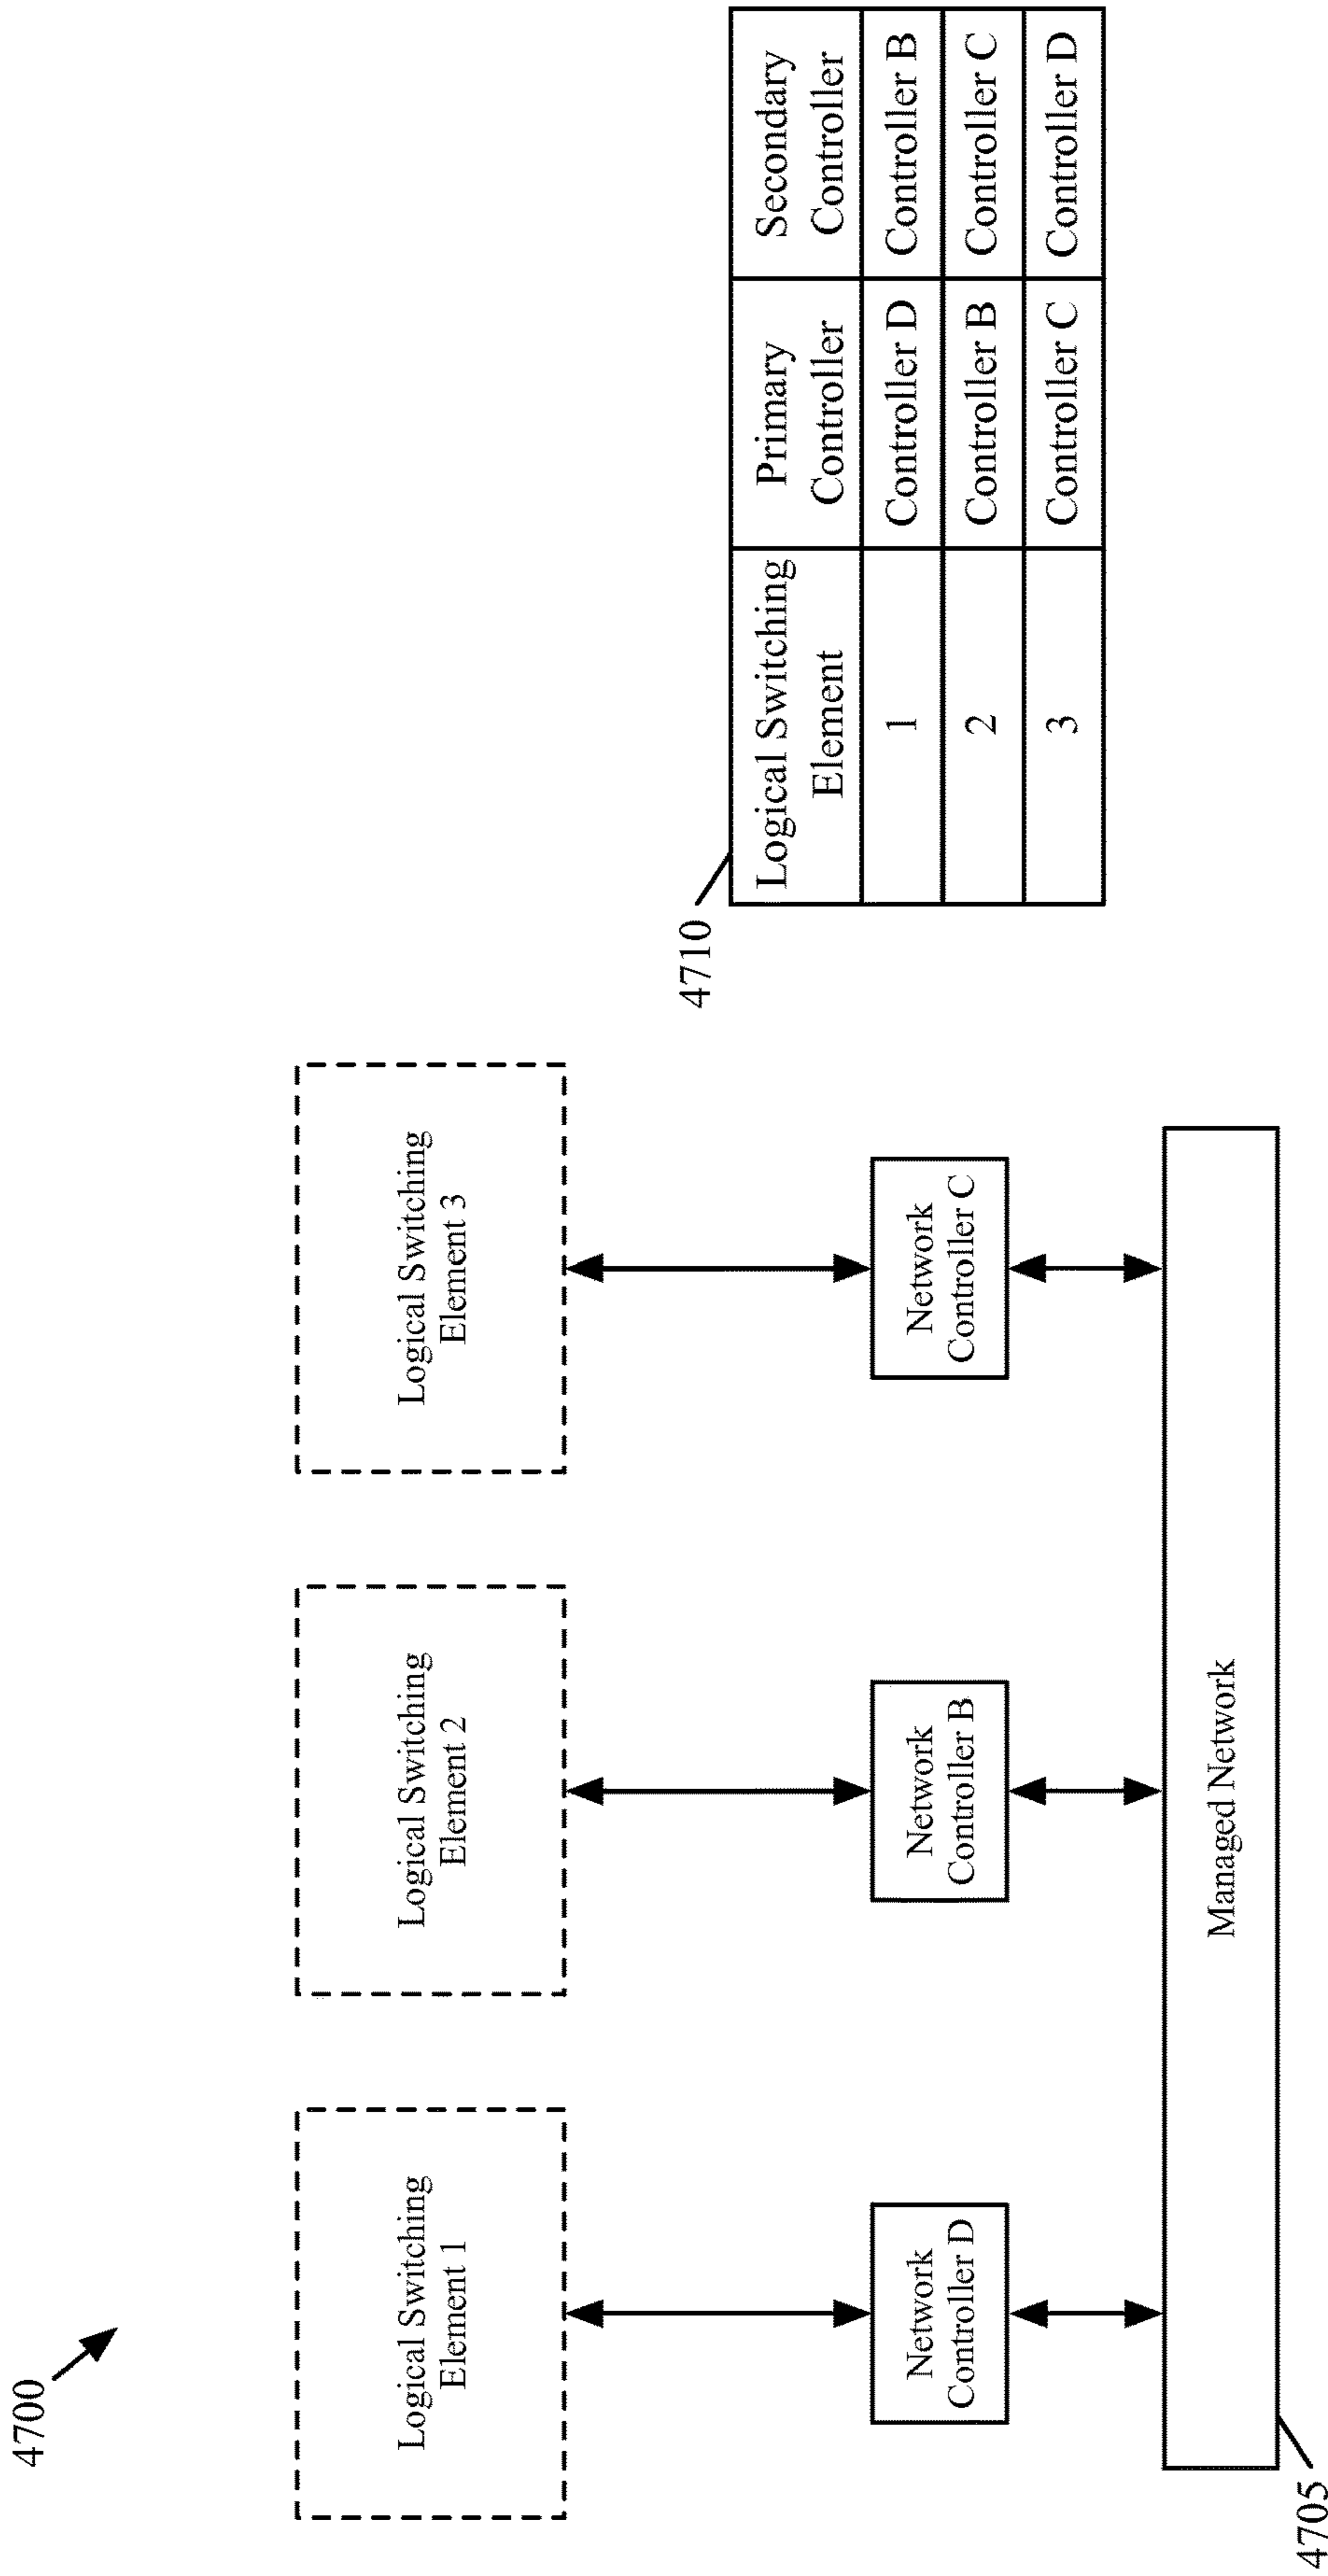 4700
Logical Switching
Element 1
Logical Switching
Element 2
Logical Switching
Element 3
Network
Controller D
Network
Controller B
Network
Controller C
Managed Network
4705
4710
Logical Switching
Element
Primary
Controller
Secondary
Controller
1
Controller D
Controller B
2
Controller B
Controller C
3
Controller C
Controller D